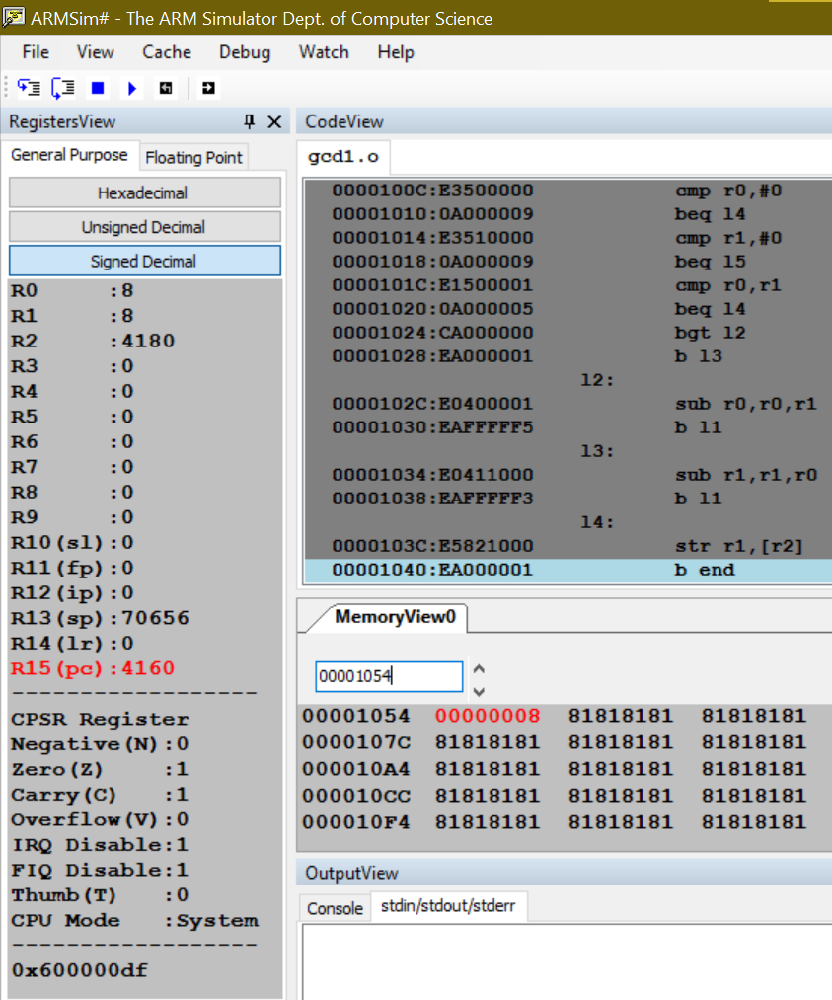 ARMSim# - The ARM Simulator Dept. of Computer Science
File View Cache Debug Watch Help
RegistersView
General Purpose Floating Point
Hexadecimal
Unsigned Decimal
Signed Decimal
R0 :8
R1 :8
R2 :4180
R3 :0
R4 :0
R5 :0
R6 :0
R7 :0
R8 :0
R9 :0
R10(sl):0
R11(fp):0
R12(ip):0
R13(sp):70656
R14(lr):0
R15(pc):4160
-------------------
CPSR Register
Negative(N):0
Zero(Z) :1
Carry(C) :1
Overflow(V):0
IRQ Disable:1
FIQ Disable:1
Thumb(T) :0
CPU Mode :System
-------------------
0x600000df
CodeView
gcd1.o
0000100C:E3500000 cmp r0,#0
00001010:0A000009 beq l4
00001014:E3510000 cmp r1,#0
00001018:0A000009 beq l5
0000101C:E1500001 cmp r0,r1
00001020:0A000005 beq l4
00001024:CA000000 bgt l2
00001028:EA000001 b l3
l2:
0000102C:E0400001 sub r0,r0,r1
00001030:EAFFFFF5 b l1
l3:
00001034:E0411000 sub r1,r1,r0
00001038:EAFFFFF3 b l1
l4:
0000103C:E5821000 str r1,[r2]
00001040:EA000001 b end
MemoryView0
00001054
00001054 00000008 81818181 81818181
0000107C 81818181 81818181 81818181
000010A4 81818181 81818181 81818181
000010CC 81818181 81818181 81818181
000010F4 81818181 81818181 81818181
OutputView
Console stdin/stdout/stderr